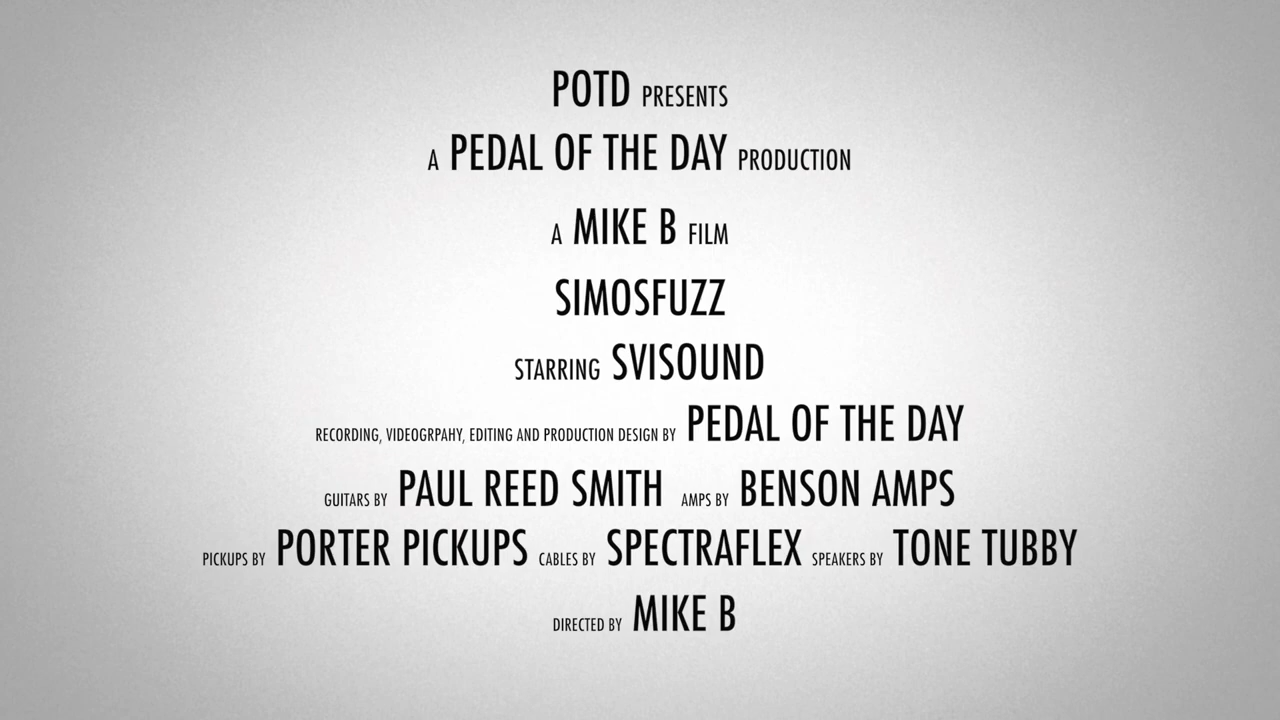 POTD PRESENTS
A PEDAL OF THE DAY PRODUCTION
A MIKE B FILM
SIMOSFUZZ
STARRING SVISOUND
RECORDING, VIDEOGRPAHY, EDITING AND PRODUCTION DESIGN BY PEDAL OF THE DAY
GUITARS BY PAUL REED SMITH AMPS BY BENSON AMPS
PICKUPS BY PORTER PICKUPS CABLES BY SPECTRAFLEX SPEAKERS BY TONE TUBBY
DIRECTED BY MIKE B